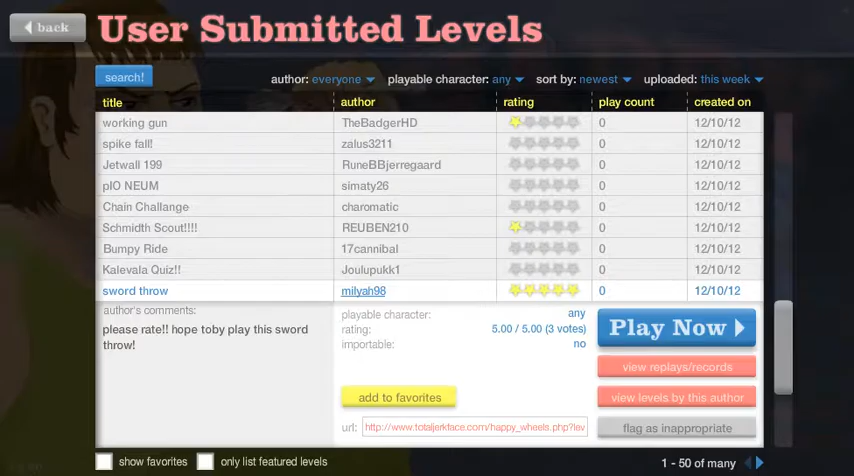 back
User Submitted Levels
search!
author: everyone playable character: any sort by: newest uploaded: this week
title author rating play count created on
working gun TheBadgerHD 0 12/10/12
spike fall! zalus3211 0 12/10/12
Jetwall 199 RuneBBjerregaard 0 12/10/12
pIO NEUM simaty26 0 12/10/12
Chain Challange charomatic 0 12/10/12
Schmidth Scout!!!! REUBEN210 0 12/10/12
Bumpy Ride 17cannibal 0 12/10/12
Kalevala Quiz!! Joulupukk1 0 12/10/12
sword throw milyah98 0 12/10/12
author's comments:
please rate!! hope toby play this sword
throw!
playable character: any
rating: 5.00 / 5.00 (3 votes)
importable: no
add to favorites
url: http://www.totaljerkface.com/happy_wheels.php?lev
Play Now
view replays/records
view levels by this author
flag as inappropriate
show favorites only list featured levels
1 - 50 of many